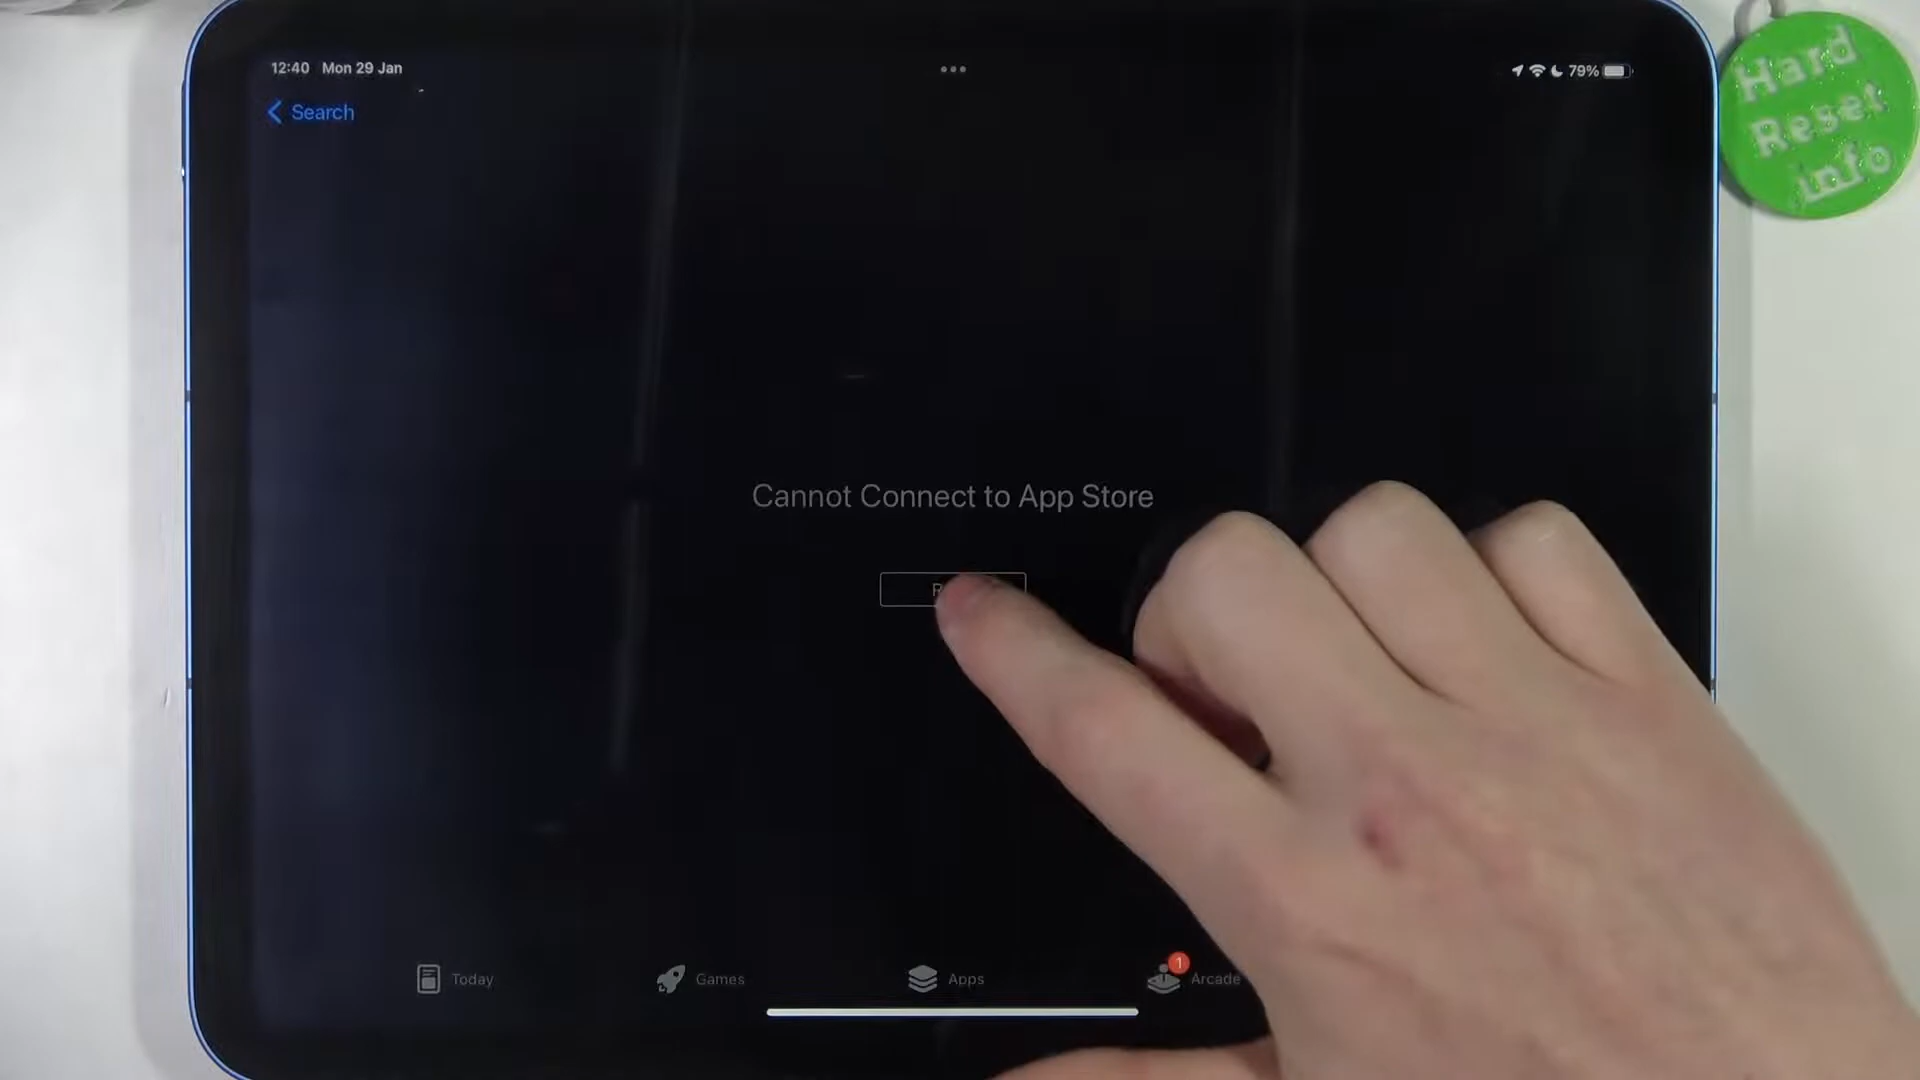 12:40 Mon 29 Jan
79%
Search
Hard
Reset
info
Cannot Connect to App Store
Today
Games
Apps
1
Arcade